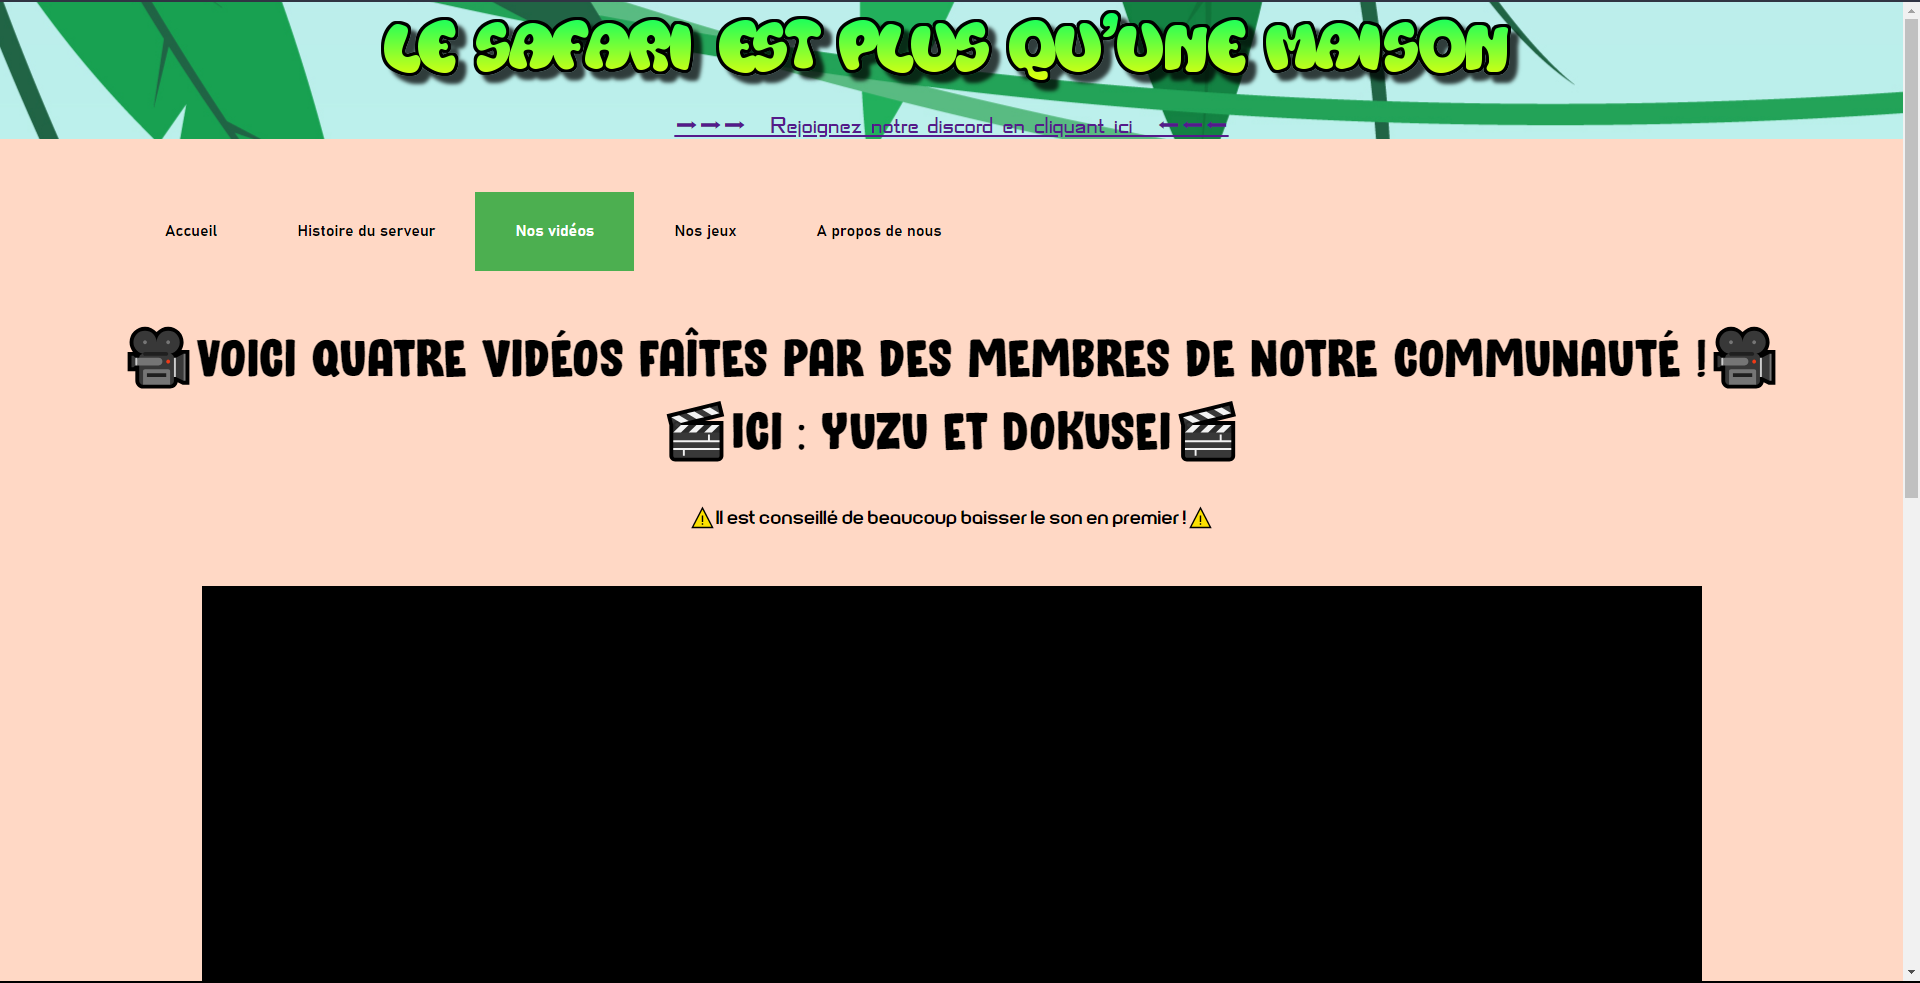 LE SAFARI EST PLUS QU'UNE MAISON
→→→ Rejoignez notre discord en cliquant ici ←←←
Accueil Histoire du serveur Nos vidéos Nos jeux A propos de nous
🎥VOICI QUATRE VIDÉOS FAÎTES PAR DES MEMBRES DE NOTRE COMMUNAUTÉ !🎥
🎬ICI : YUZU ET DOKUSEI🎬
⚠Il est conseillé de beaucoup baisser le son en premier !⚠